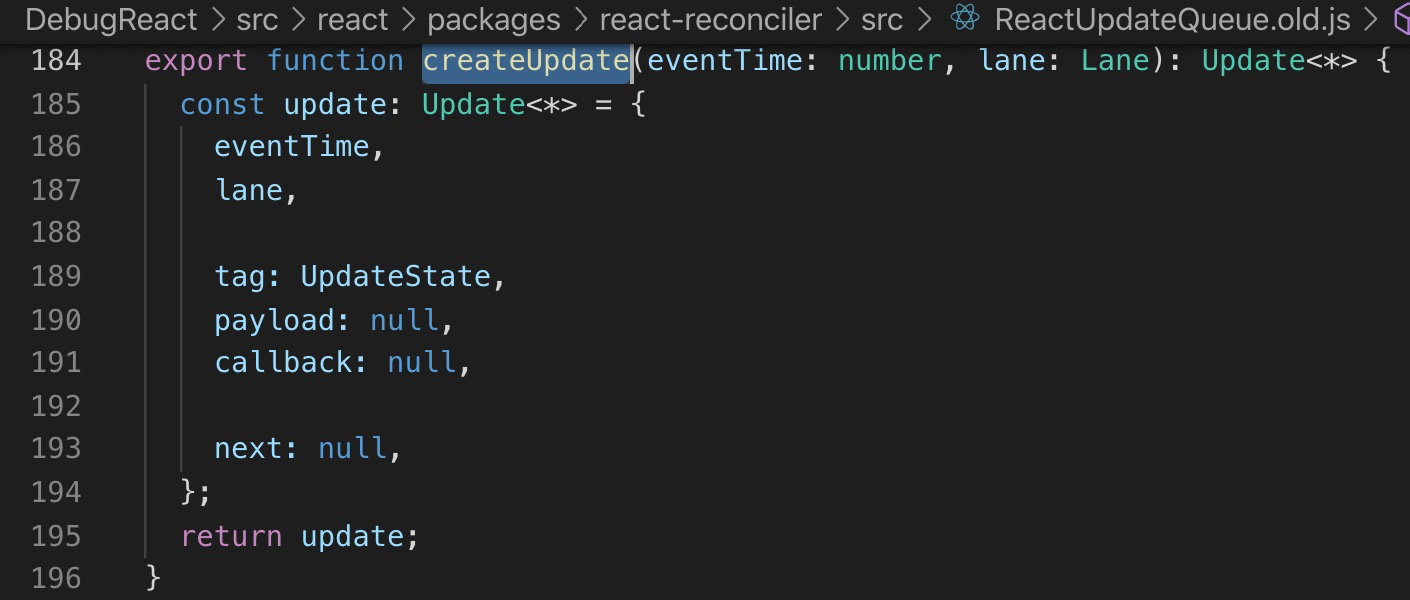 DebugReact > src > react > packages > react-reconciler > src > ReactUpdateQueue.old.js >
184 export function createUpdate(eventTime: number, lane: Lane): Update<*> {
185 const update: Update<*> = {
186 eventTime,
187 lane,
188
189 tag: UpdateState,
190 payload: null,
191 callback: null,
192
193 next: null,
194 };
195 return update;
196 }